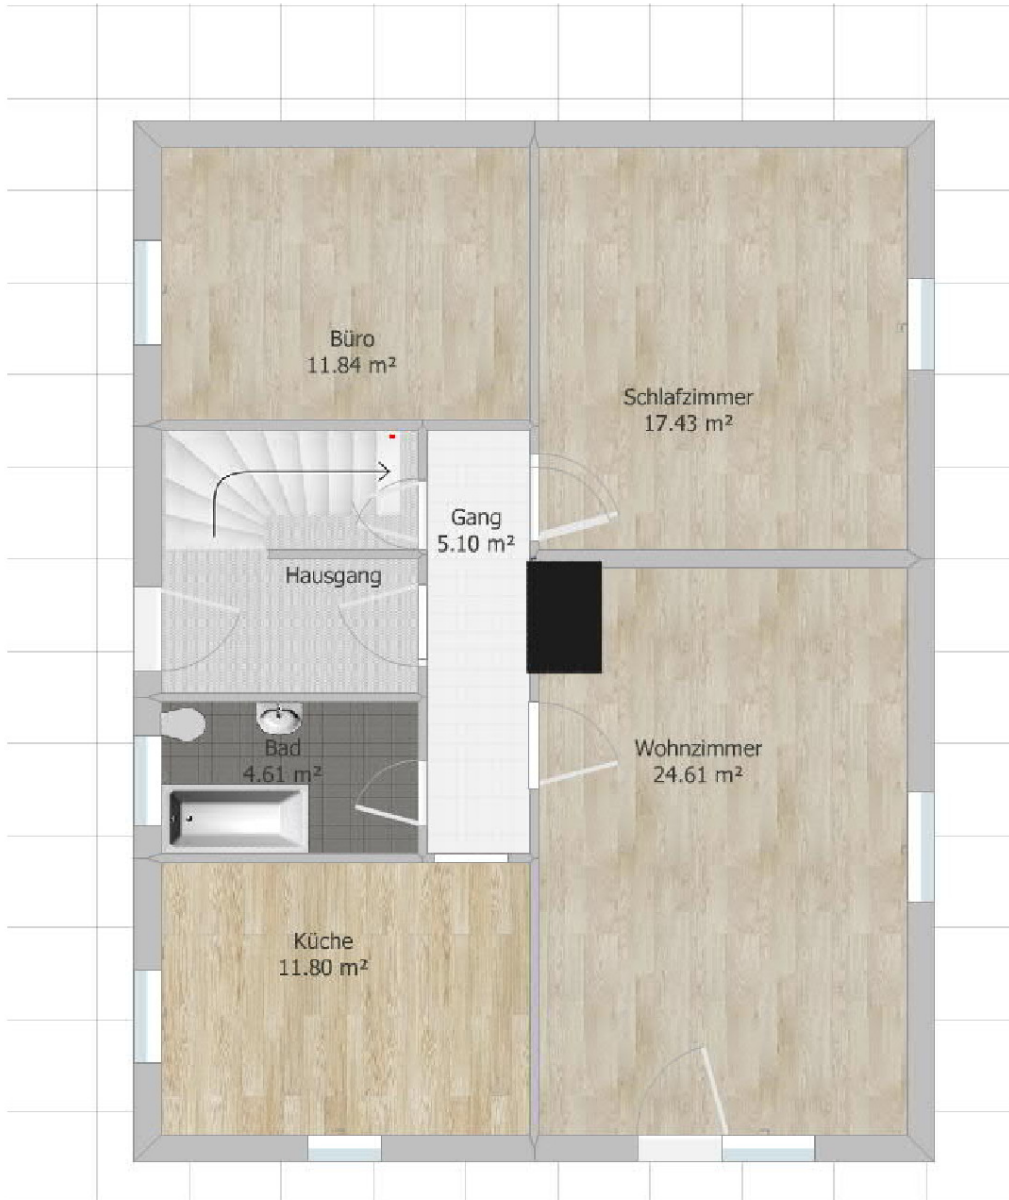 Büro
11.84 m²
Schlafzimmer
17.43 m²
Gang
5.10 m²
Hausgang
Bad
4.61 m²
Wohnzimmer
24.61 m²
Küche
11.80 m²